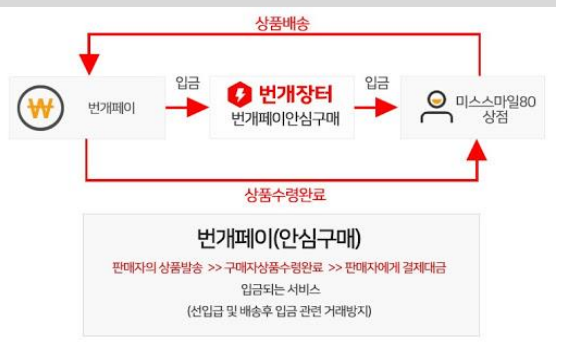 상품배송
번개페이
입금
번개장터
번개페이안심구매
입금
미스스마일80
상점
상품수령완료
번개페이(안심구매)
판매자의 상품발송 >> 구매자상품수령완료 >> 판매자에게 결제대금
입금되는 서비스
(선입급 및 배송후 입금 관련 거래방지)